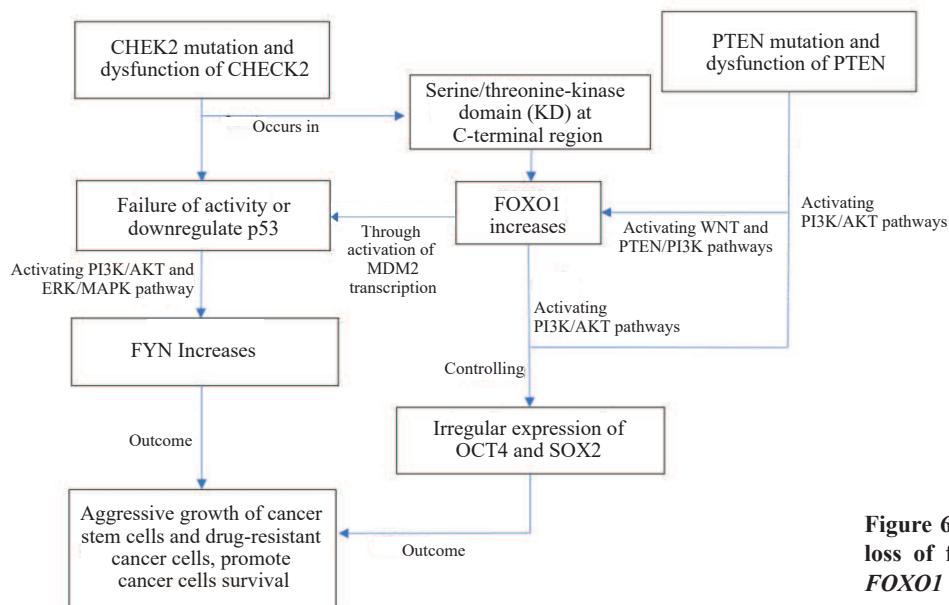 CHEK2 mutation and
dysfunction of CHECK2
PTEN mutation and
dysfunction of PTEN
Serine/threonine-kinase
domain (KD) at
C-terminal region
Occurs in
Failure of activity or
downregulate p53
FOXO1
increases
Through
activation of
MDM2
transcription
Activating WNT and
PTEN/PI3K pathways
Activating
PI3K/AKT pathways
Activating PI3K/AKT and
ERK/MAPK pathway
Activating
PI3K/AKT pathways
FYN Increases
Controlling
Irregular expression of
OCT4 and SOX2
Outcome
Aggressive growth of cancer
stem cells and drug-resistant
cancer cells, promote
cancer cells survival
Outcome
Figure 6
loss of f
FOXO1